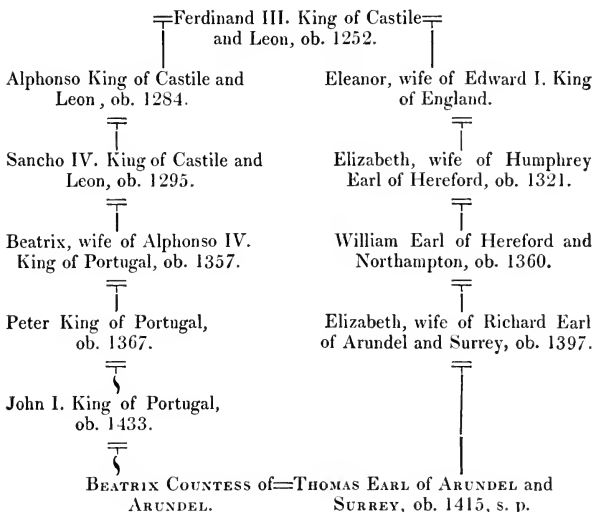 Ferdinand III. King of Castile
and Leon, ob. 1252.
Alphonso King of Castile and
Leon, ob. 1284.
Eleanor, wife of Edward I. King
of England.
Sancho IV. King of Castile and
Leon, ob. 1295.
Elizabeth, wife of Humphrey
Earl of Hereford, ob. 1321.
Beatrix, wife of Alphonso IV.
King of Portugal, ob. 1357.
William Earl of Hereford and
Northampton, ob. 1360.
Peter King of Portugal,
ob. 1367.
Elizabeth, wife of Richard Earl
of Arundel and Surrey, ob. 1397.
John I. King of Portugal,
ob. 1433.
Beatrix Countess of=Thomas Earl of Arundel and
Arundel.
Surrey, ob. 1415, s. p.